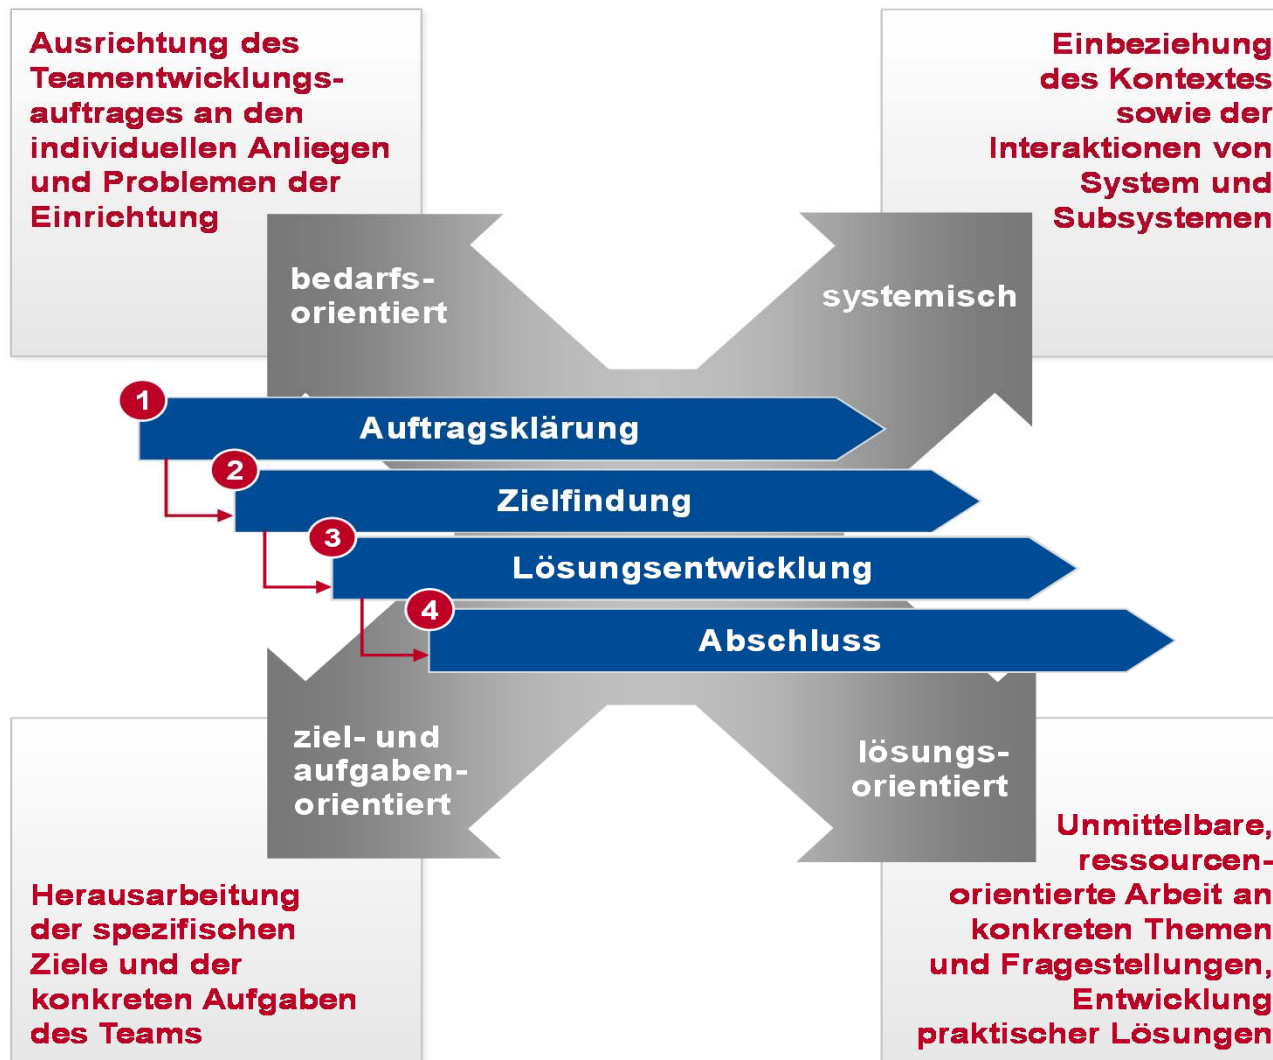 Ausrichtung des
Teamentwicklungs-
auftrages an den
individuellen Anliegen
und Problemen der
Einrichtung
Einbeziehung
des Kontextes
sowie der
Interaktionen von
System und
Subsystemen
bedarfs-
orientiert
systemisch
1
Auftragsklärung
2
Zielfindung
3
Lösungsentwicklung
4
Abschluss
ziel- und
aufgaben-
orientiert
lösungs-
orientiert
Herausarbeitung
der spezifischen
Ziele und der
konkreten Aufgaben
des Teams
Unmittelbare,
ressourcen-
orientierte Arbeit an
konkreten Themen
und Fragestellungen,
Entwicklung
praktischer Lösungen